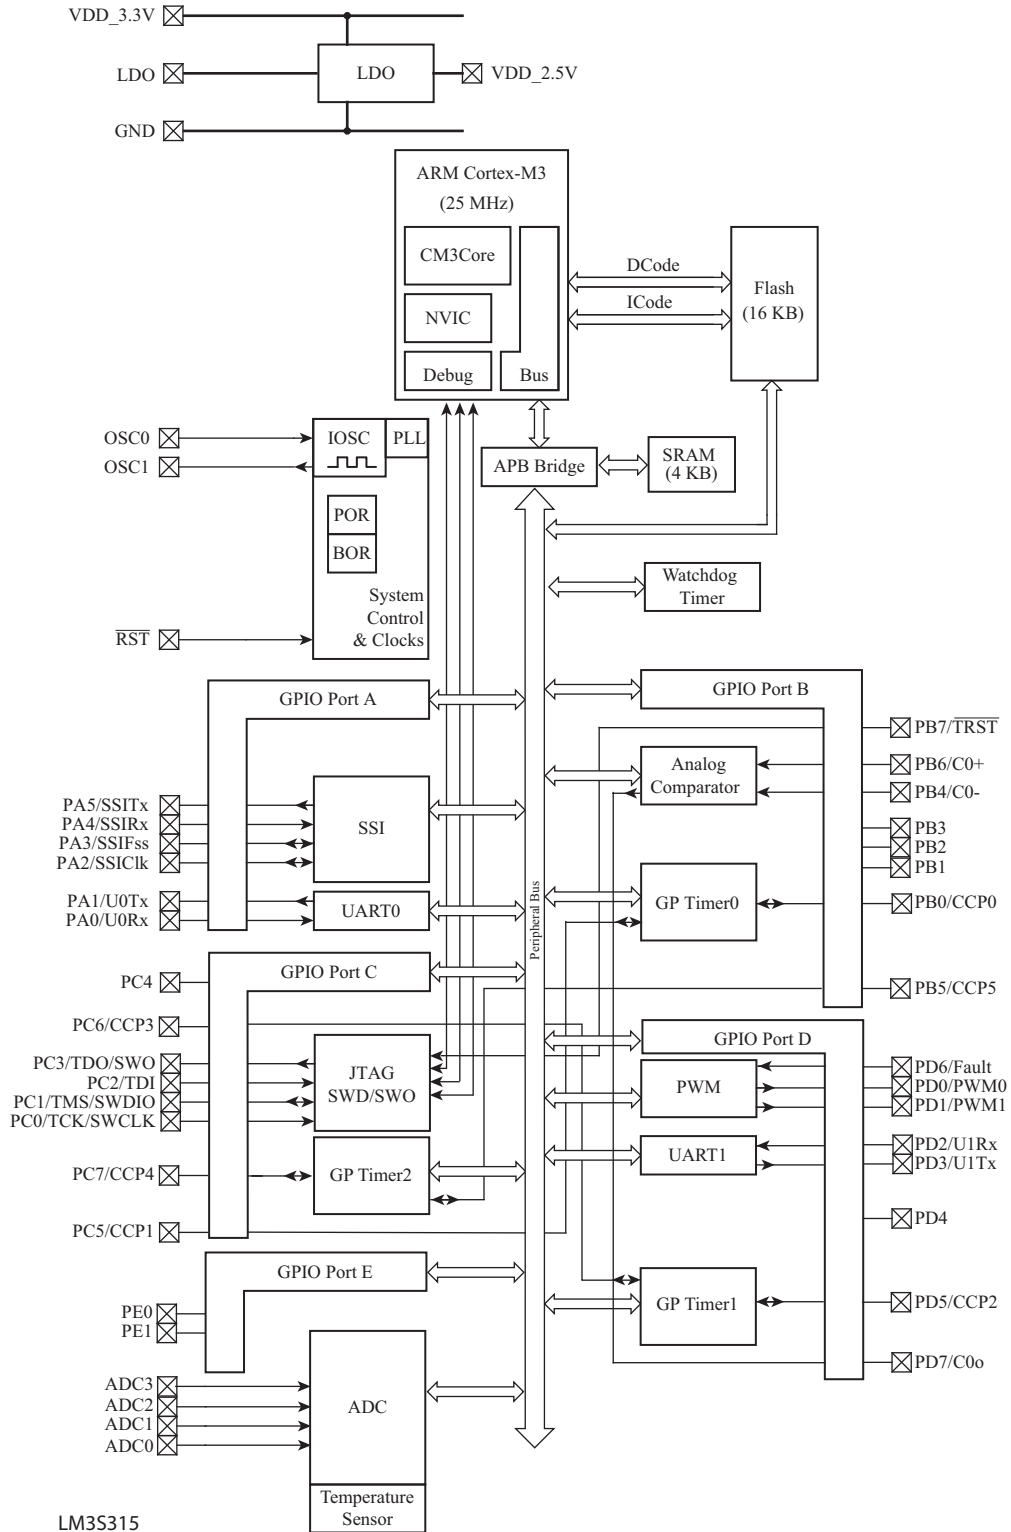 VDD_3.3V
LDO
LDO
VDD_2.5V
GND
ARM Cortex-M3
(25 MHz)
CM3Core
NVIC
Debug
Bus
DCode
ICode
Flash
(16 KB)
OSC0
OSC1
IOSC
PLL
POR
BOR
System
Control
& Clocks
RST
APB Bridge
SRAM
(4 KB)
Watchdog
Timer
Peripheral Bus
GPIO Port A
PA5/SSITx
PA4/SSIRx
PA3/SSIFss
PA2/SSIClk
SSI
PA1/U0Tx
PA0/U0Rx
UART0
GPIO Port B
PB7/TRST
Analog
Comparator
PB6/C0+
PB4/C0-
PB3
PB2
PB1
GP Timer0
PB0/CCP0
PB5/CCP5
GPIO Port C
PC4
PC6/CCP3
PC3/TDO/SWO
PC2/TDI
PC1/TMS/SWDIO
PC0/TCK/SWCLK
JTAG
SWD/SWO
PC7/CCP4
GP Timer2
PC5/CCP1
GPIO Port D
PWM
PD6/Fault
PD0/PWM0
PD1/PWM1
UART1
PD2/U1Rx
PD3/U1Tx
PD4
GP Timer1
PD5/CCP2
PD7/C0o
GPIO Port E
PE0
PE1
ADC3
ADC2
ADC1
ADC0
ADC
Temperature
Sensor
LM3S315